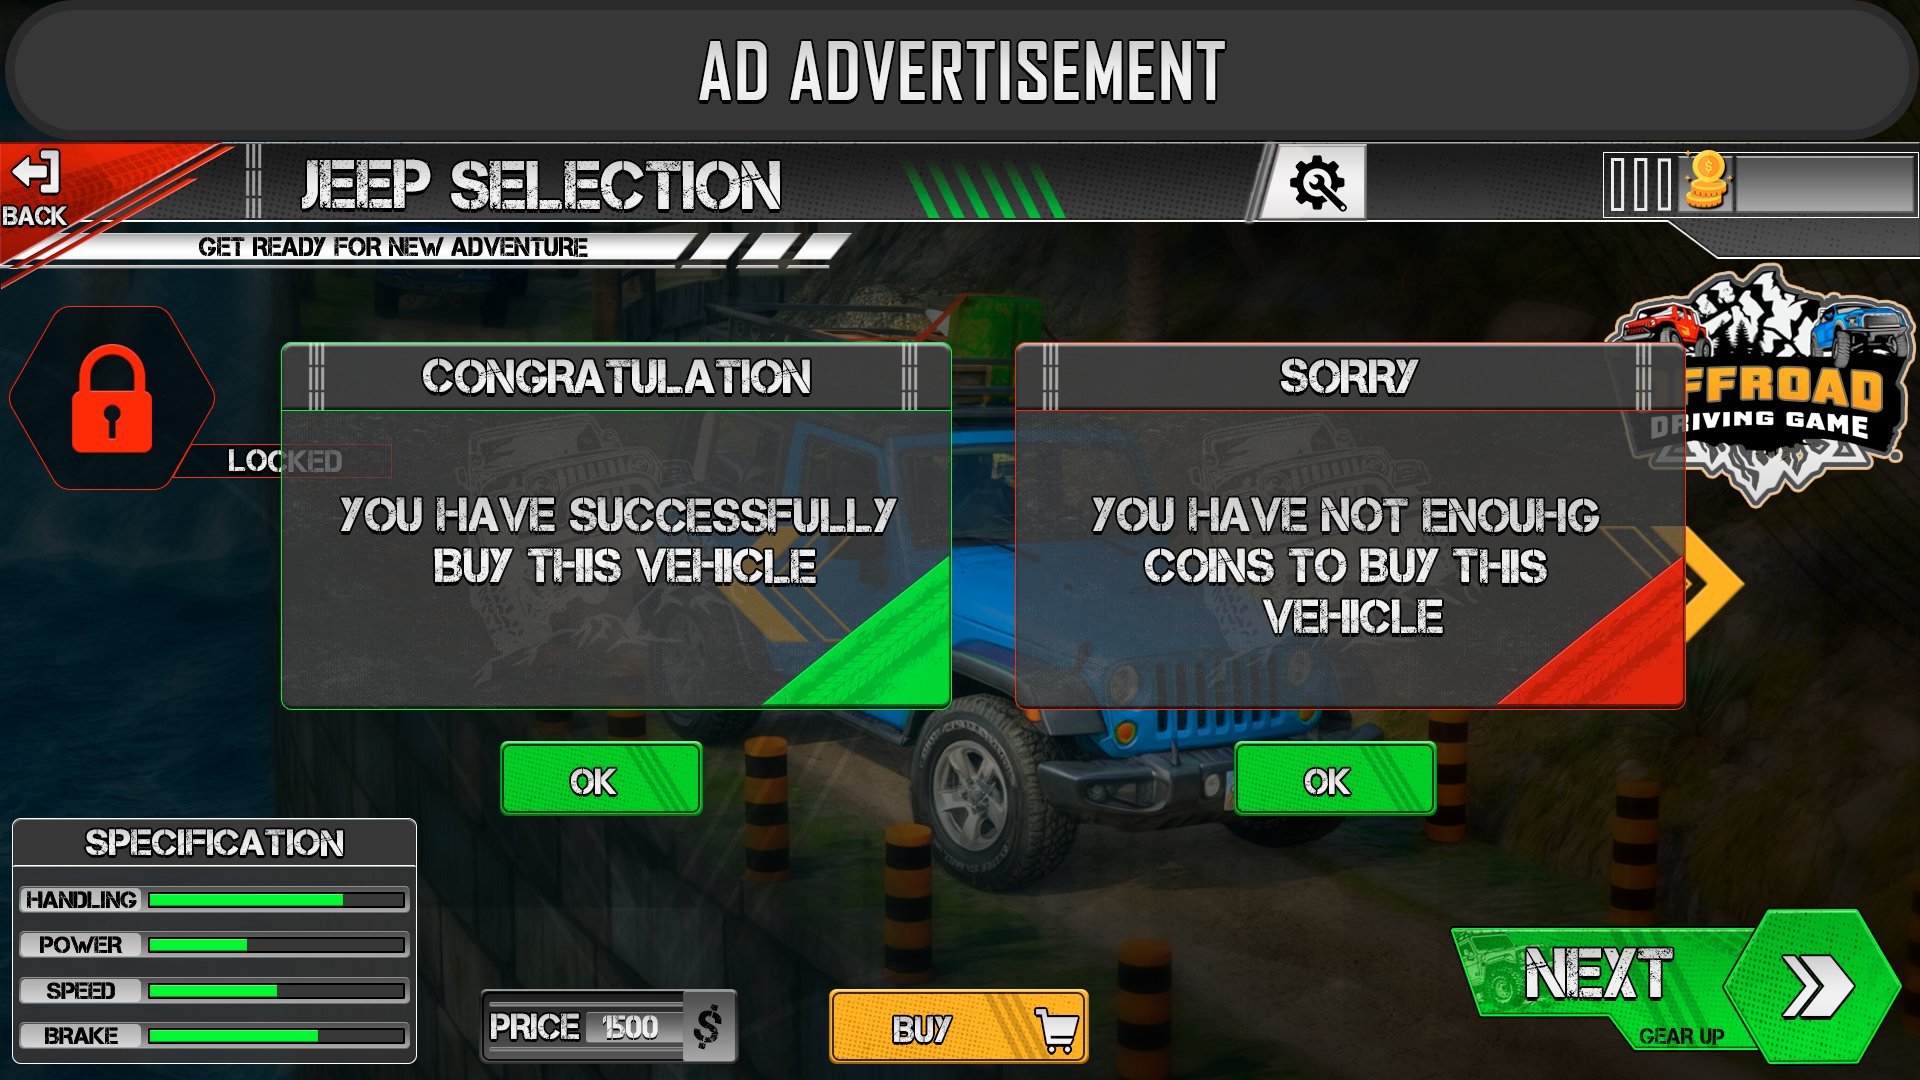 AD ADVERTISEMENT
BACK
JEEP SELECTION
GET READY FOR NEW ADVENTURE
OFFROAD
DRIVING GAME
LOCKED
CONGRATULATION
YOU HAVE SUCCESSFULLY
BUY THIS VEHICLE
OK
SORRY
YOU HAVE NOT ENOUHG
COINS TO BUY THIS
VEHICLE
OK
SPECIFICATION
HANDLING
POWER
SPEED
BRAKE
PRICE 1500 $
BUY
NEXT
GEAR UP